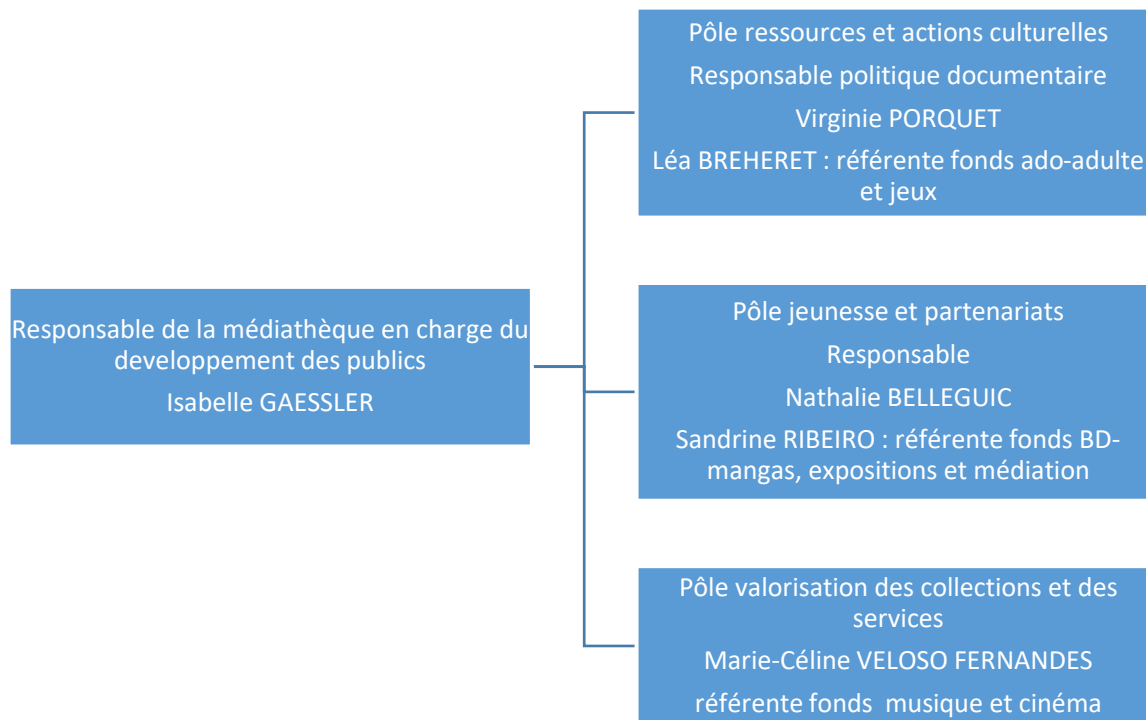 Responsable de la médiathèque en charge du
developpement des publics
Isabelle GAESSLER
Pôle ressources et actions culturelles
Responsable politique documentaire
Virginie PORQUET
Léa BREHERET : référente fonds ado-adulte
et jeux
Pôle jeunesse et partenariats
Responsable
Nathalie BELLEGUIC
Sandrine RIBEIRO : référente fonds BD-
mangas, expositions et médiation
Pôle valorisation des collections et des
services
Marie-Céline VELOSO FERNANDES
référente fonds  musique et cinéma